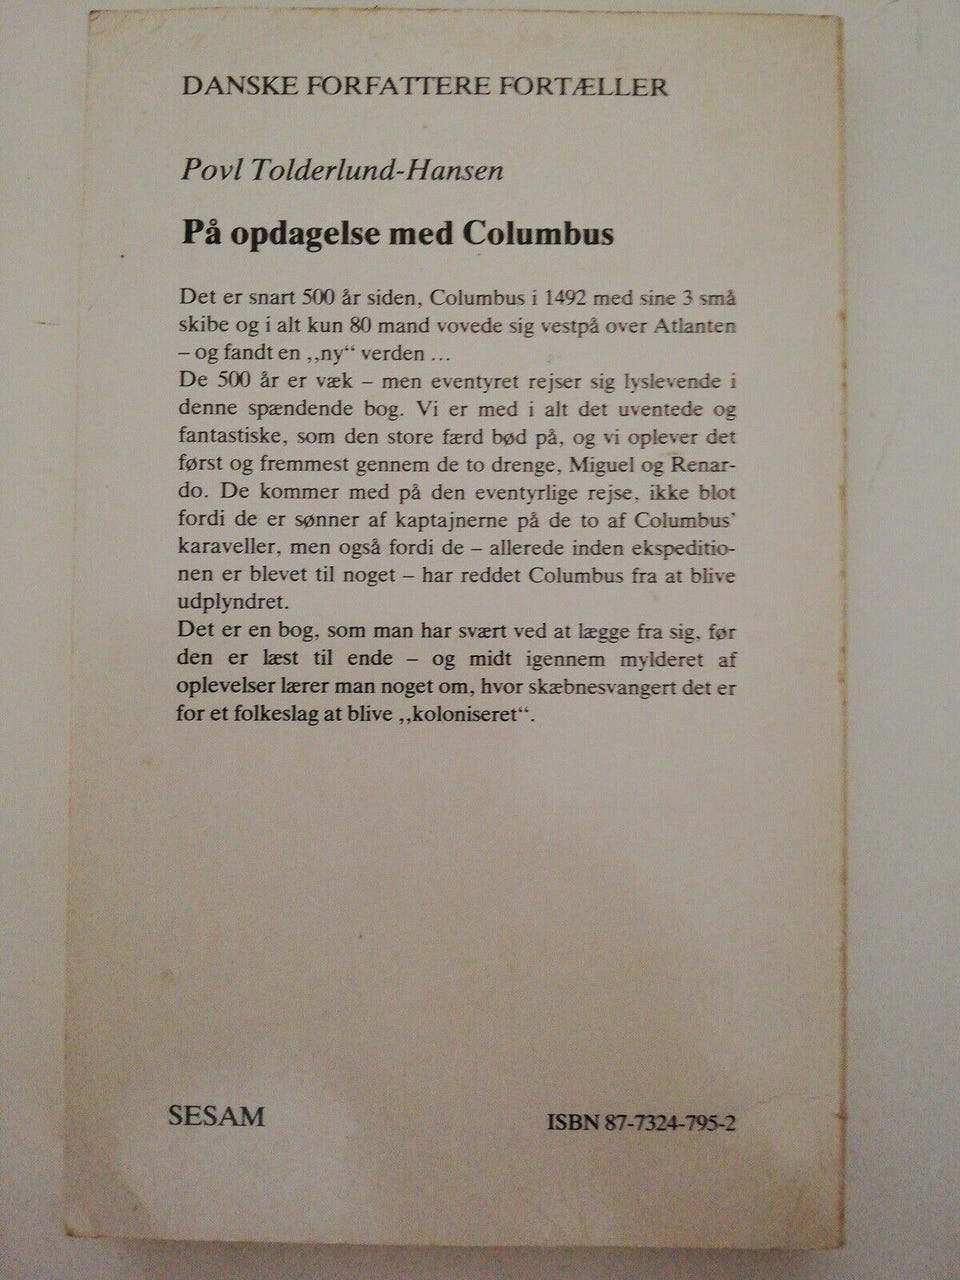 DANSKE FORFATTERE FORTÆLLER
Povl Tolderlund-Hansen
På opdagelse med Columbus
Det er snart 500 år siden, Columbus i 1492 med sine 3 små
skibe og i alt kun 80 mand vovede sig vestpå over Atlanten
– og fandt en ,,ny“ verden ...
De 500 år er væk – men eventyret rejser sig lyslevende i
denne spændende bog. Vi er med i alt det uventede og
fantastiske, som den store færd bød på, og vi oplever det
først og fremmest gennem de to drenge, Miguel og Renar-
do. De kommer med på den eventyrlige rejse, ikke blot
fordi de er sønner af kaptajnerne på de to af Columbus’
karaveller, men også fordi de – allerede inden ekspeditio-
nen er blevet til noget – har reddet Columbus fra at blive
udplyndret.
Det er en bog, som man har svært ved at lægge fra sig, før
den er læst til ende – og midt igennem mylderet af
oplevelser lærer man noget om, hvor skæbnesvangert det er
for et folkeslag at blive ,,koloniseret“.
SESAM
ISBN 87-7324-795-2